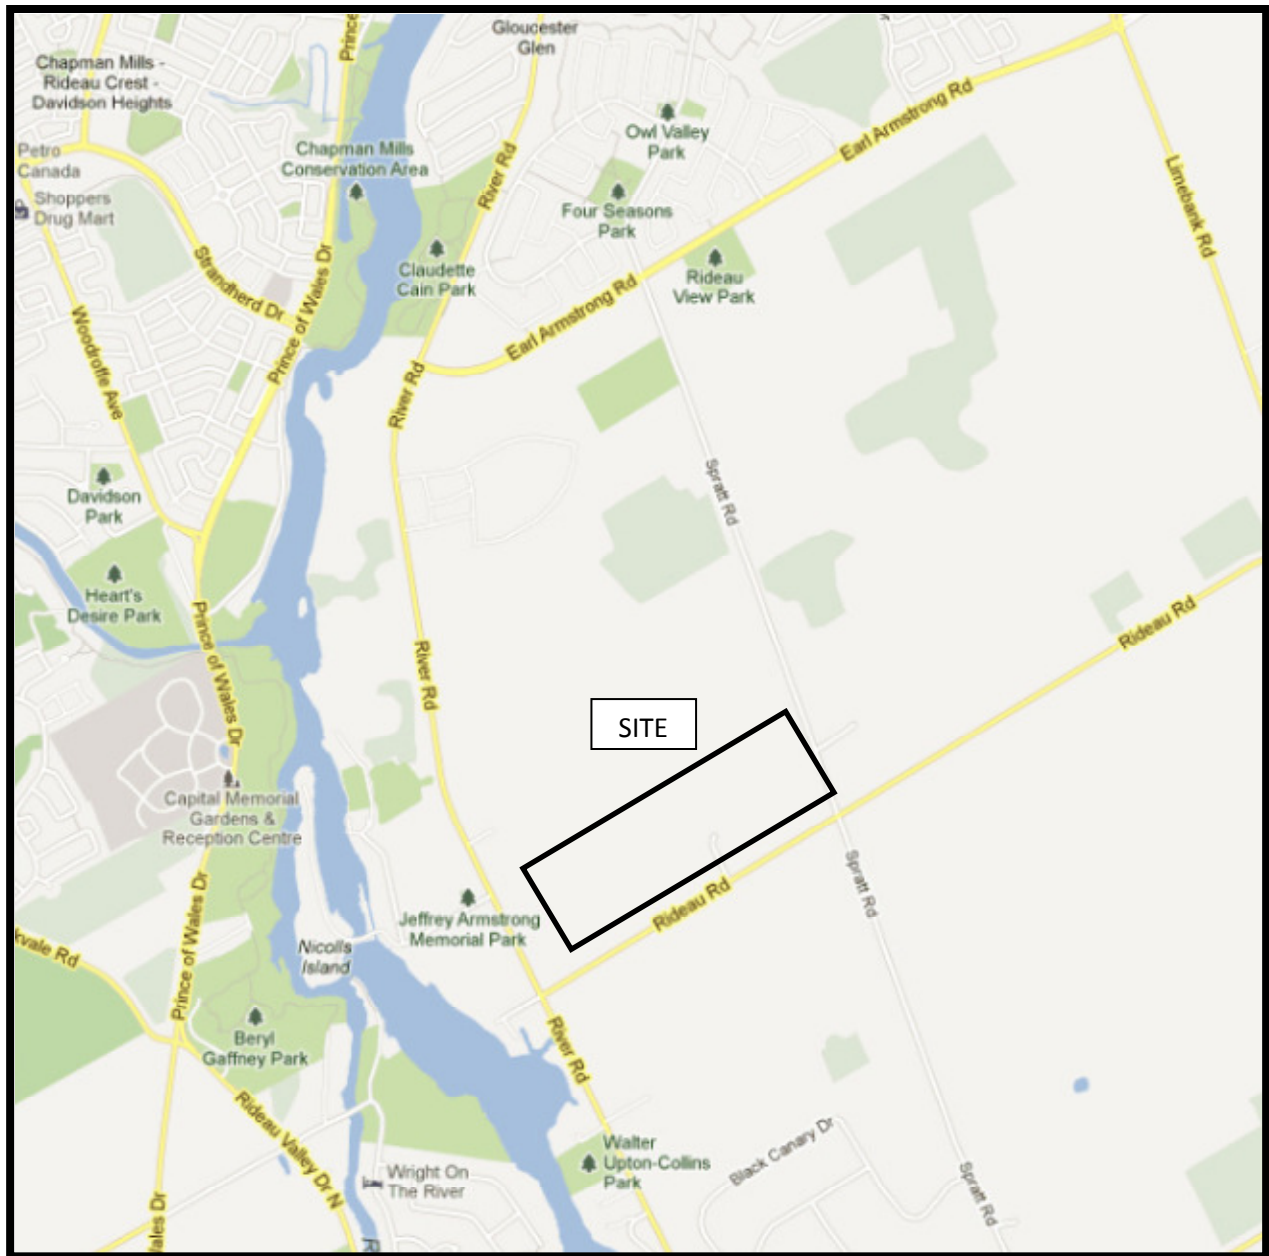 Gloucester
Glen
Prince
Chapman Mills -
Rideau Crest -
Davidson Heights
Earl Armstrong Rd
Owl Valley
Park
Petro
Canada
Chapman Mills
Conservation Area
River Rd
Limebank Rd
Shoppers
Drug Mart
Four Seasons
Park
Strandherd Dr
Prince of Wales Dr
Claudette
Cain Park
Rideau
View Park
Earl Armstrong Rd
Woodroffe Ave
River Rd
Spratt Rd
Davidson
Park
Heart's
Desire Park
Prince of Wales Dr
River Rd
Rideau Rd
SITE
Capital Memorial
Gardens &
Reception Centre
Spratt Rd
Rideau Rd
Jeffrey Armstrong
Memorial Park
Prince of Wales Dr
kvale Rd
Nicolls
Island
River Rd
Beryl
Gaffney Park
Rideau Valley Dr N
Black Canary Dr
Walter
Upton-Collins
Park
Wright On
The River
Spratt Rd
ales Dr
R